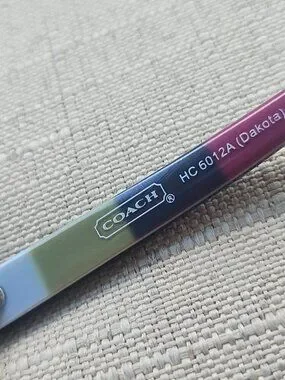 COACH ®
HC 6012A (Dakota)